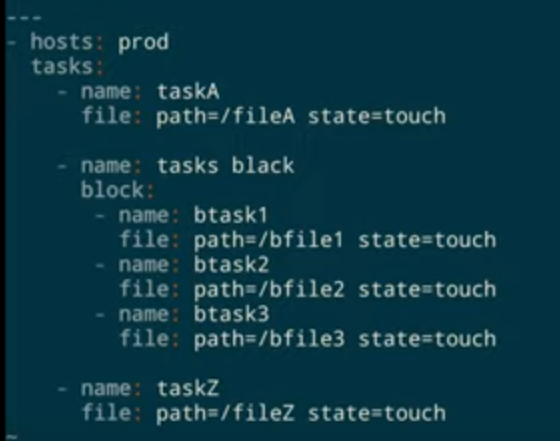 ---
- hosts: prod
  tasks:
    - name: taskA
      file: path=/fileA state=touch

    - name: tasks black
      block:
       - name: btask1
         file: path=/bfile1 state=touch
       - name: btask2
         file: path=/bfile2 state=touch
       - name: btask3
         file: path=/bfile3 state=touch

    - name: taskZ
      file: path=/fileZ state=touch
~